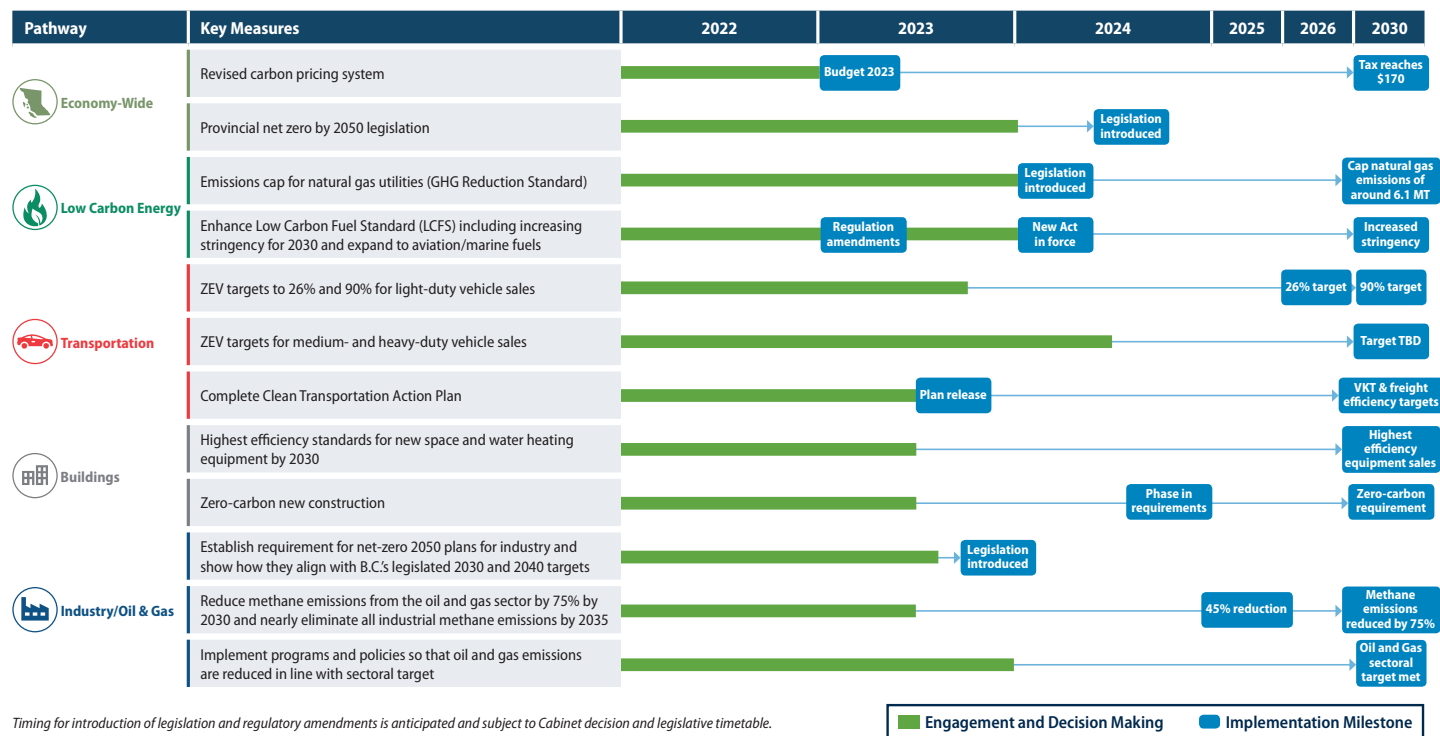 Pathway
Key Measures
2022
2023
2024
2025
2026
2030
Economy-Wide
Revised carbon pricing system
Budget 2023
Tax reaches
$170
Provincial net zero by 2050 legislation
Legislation
introduced
Low Carbon Energy
Emissions cap for natural gas utilities (GHG Reduction Standard)
Legislation
introduced
Cap natural gas
emissions of
around 6.1 MT
Enhance Low Carbon Fuel Standard (LCFS) including increasing
stringency for 2030 and expand to aviation/marine fuels
Regulation
amendments
New Act
in force
Increased
stringency
Transportation
ZEV targets to 26% and 90% for light-duty vehicle sales
26% target
90% target
ZEV targets for medium- and heavy-duty vehicle sales
Target TBD
Complete Clean Transportation Action Plan
Plan release
VKT & freight
efficiency targets
Buildings
Highest efficiency standards for new space and water heating
equipment by 2030
Highest
efficiency
equipment sales
Zero-carbon new construction
Phase in
requirements
Zero-carbon
requirement
Industry/Oil & Gas
Establish requirement for net-zero 2050 plans for industry and
show how they align with B.C.'s legislated 2030 and 2040 targets
Legislation
introduced
Reduce methane emissions from the oil and gas sector by 75% by
2030 and nearly eliminate all industrial methane emissions by 2035
45% reduction
Methane
emissions
reduced by 75%
Implement programs and policies so that oil and gas emissions
are reduced in line with sectoral target
Oil and Gas
sectoral
target met
Timing for introduction of legislation and regulatory amendments is anticipated and subject to Cabinet decision and legislative timetable.
Engagement and Decision Making
Implementation Milestone